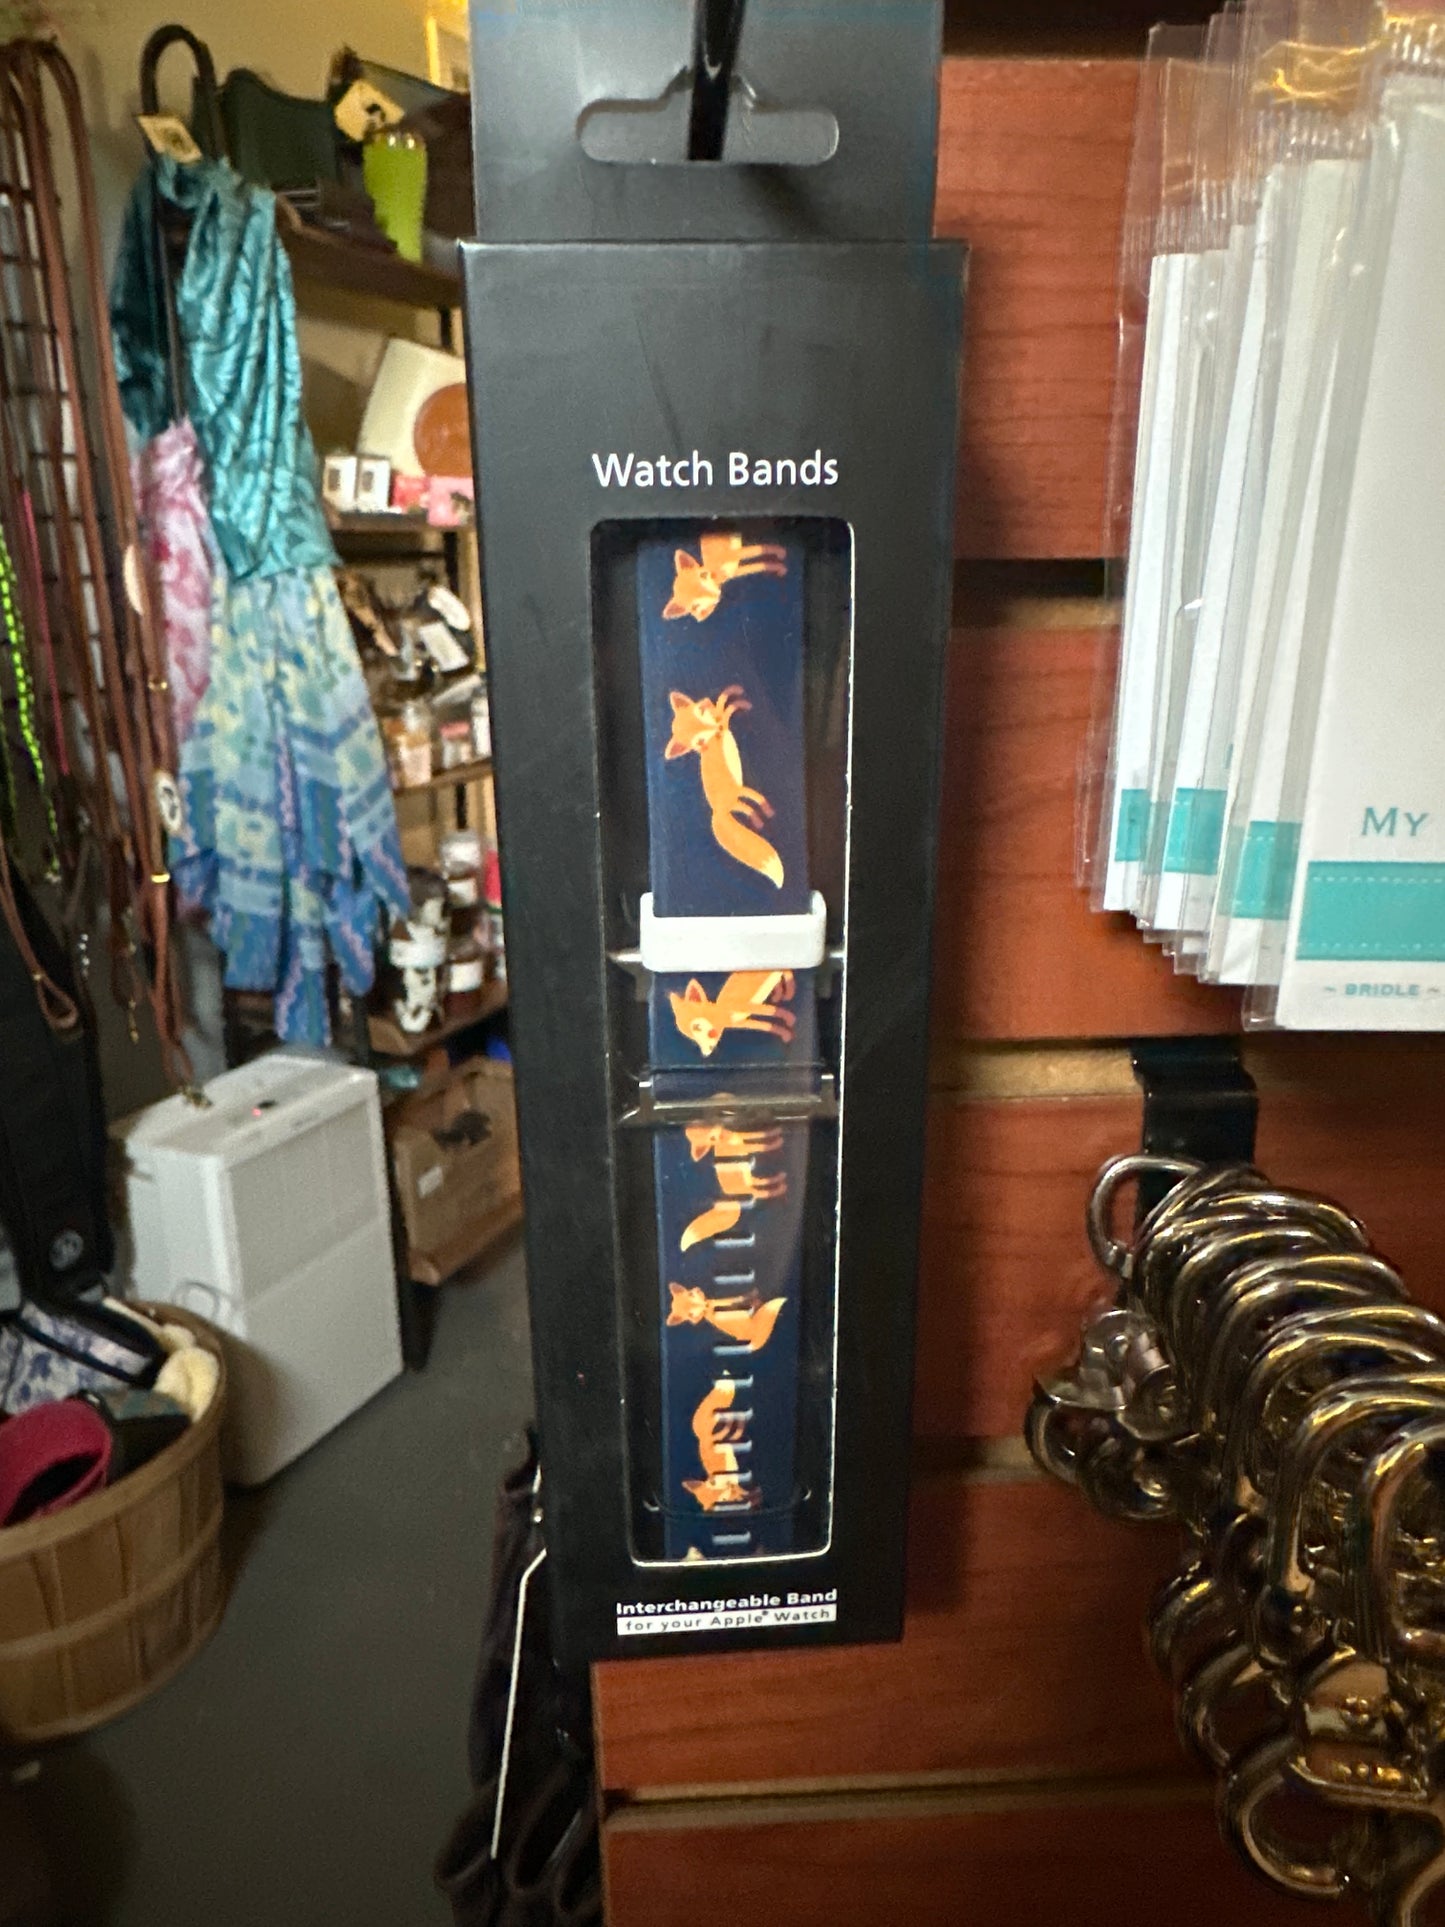 Watch Bands
Interchangeable Band
for your Apple® Watch
MY
~ BRIDLE ~